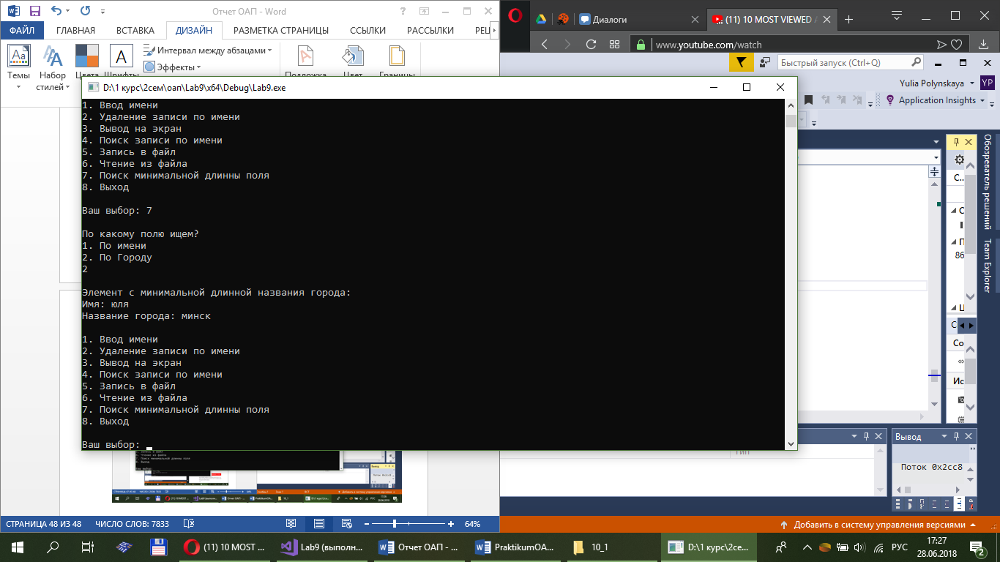 Отчет ОАП - Word
ФАЙЛ
ГЛАВНАЯ
ВСТАВКА
ДИЗАЙН
РАЗМЕТКА СТРАНИЦЫ
ССЫЛКИ
РАССЫЛКИ
РЕЦ
Темы
Набор стилей
Цвета
Шрифты
Интервал между абзацами
Эффекты
Подложка
Цвет
Границы
Диалоги
(11) 10 MOST VIEWED A
www.youtube.com/watch
Быстрый запуск (Ctrl+Q)
Yulia Polynskaya
YP
Application Insights
D:\1 курс\2сем\оап\Lab9\x64\Debug\Lab9.exe
1. Ввод имени
2. Удаление записи по имени
3. Вывод на экран
4. Поиск записи по имени
5. Запись в файл
6. Чтение из файла
7. Поиск минимальной длинны поля
8. Выход
Ваш выбор: 7
По какому полю ищем?
1. По имени
2. По Городу
2
Элемент с минимальной длинной названия города:
Имя: юля
Название города: минск
1. Ввод имени
2. Удаление записи по имени
3. Вывод на экран
4. Поиск записи по имени
5. Запись в файл
6. Чтение из файла
7. Поиск минимальной длинны поля
8. Выход
Ваш выбор:
Обозреватель решений
Team Explorer
С...
86
Со
Ис
Вывод
Поток 0x2cc8
Тип
СТРАНИЦА 48 ИЗ 48
ЧИСЛО СЛОВ: 7833
64%
Добавить в систему управления версиями
(11) 10 MOST ...
Lab9 (выполн...
Отчет ОАП - ...
PraktikumOA...
10_1
D:\1 курс\2се...
РУС
17:27
28.06.2018
2